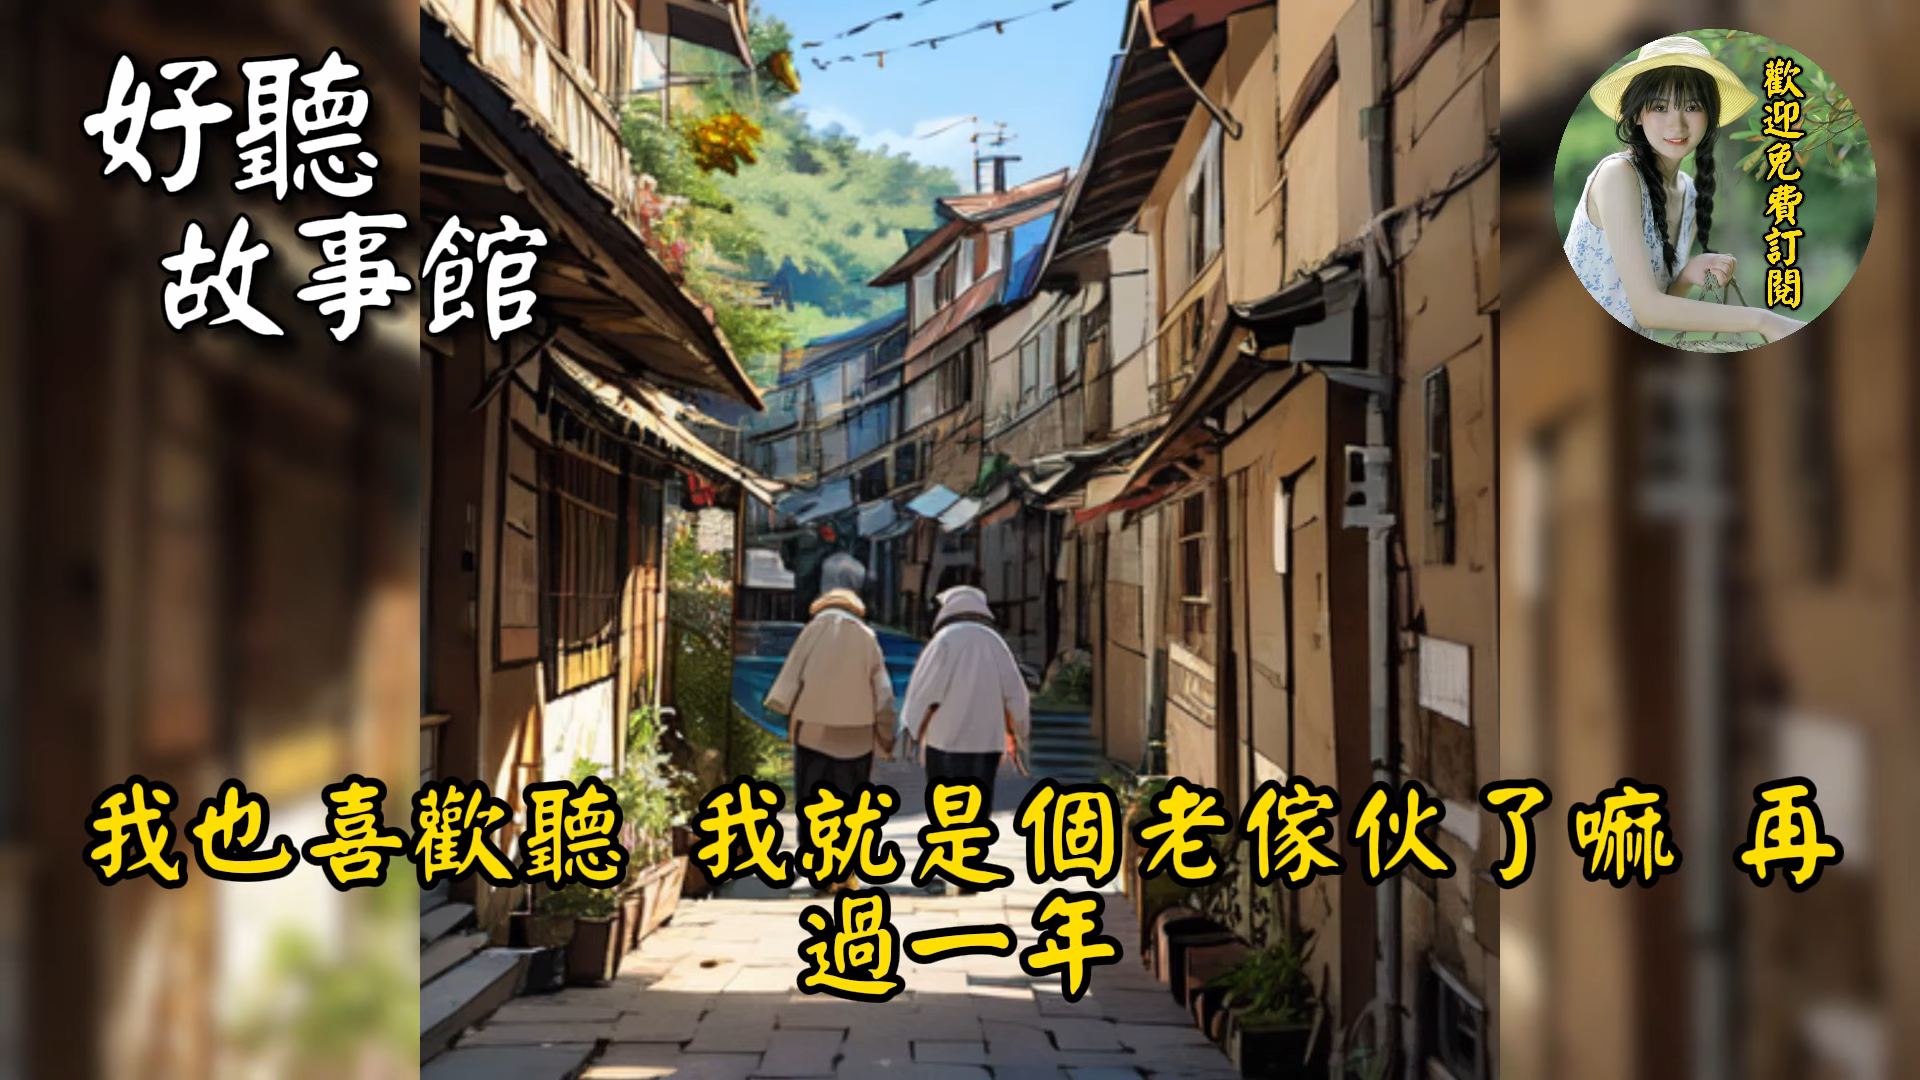 好聽
故事館
歡迎免費訂閱
我也喜歡聽 我就是個老傢伙了嘛 再
過一年